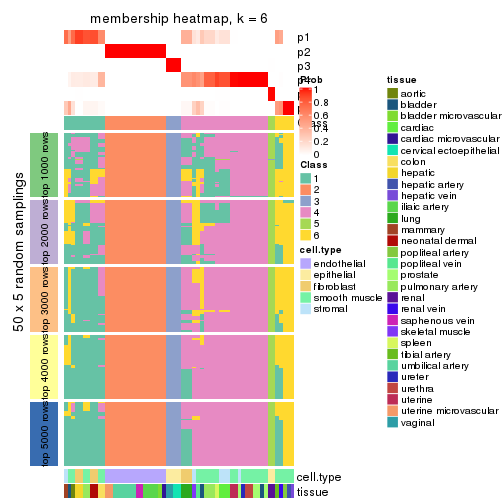 membership heatmap, k = 6
p1
p2
p3
Prob
1
0.8
0.6
0.4
0.2
0
Class
1
2
3
4
5
6
cell.type
endothelial
epithelial
fibroblast
smooth muscle
stromal
tissue
aortic
bladder
bladder microvascular
cardiac
cardiac microvascular
cervical ectoepithelial
colon
hepatic
hepatic artery
hepatic vein
iliaic artery
lung
mammary
neonatal dermal
popliteal artery
popliteal vein
prostate
pulmonary artery
renal
renal vein
saphenous vein
skeletal muscle
spleen
tibial artery
umbilical artery
ureter
urethra
uterine
uterine microvascular
vaginal
50 x 5 random samplings
top 1000 rows
top 2000 rows
top 3000 rows
top 4000 rows
top 5000 rows
cell.type
tissue